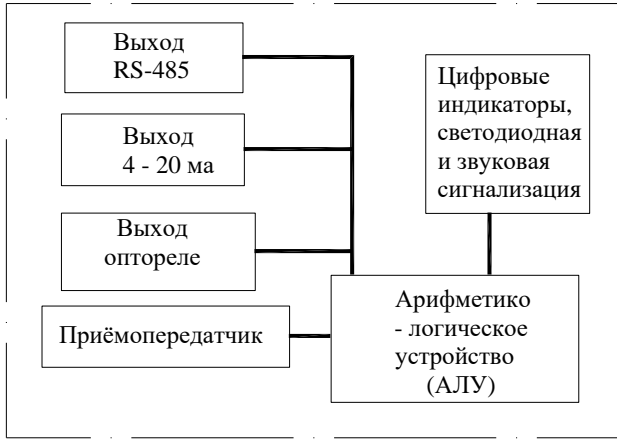 Выход
RS-485
Выход
4 - 20 ма
Выход
оптореле
Приёмопередатчик
Цифровые
индикаторы,
светодиодная
и звуковая
сигнализация
Арифметико
- логическое
устройство
(АЛУ)